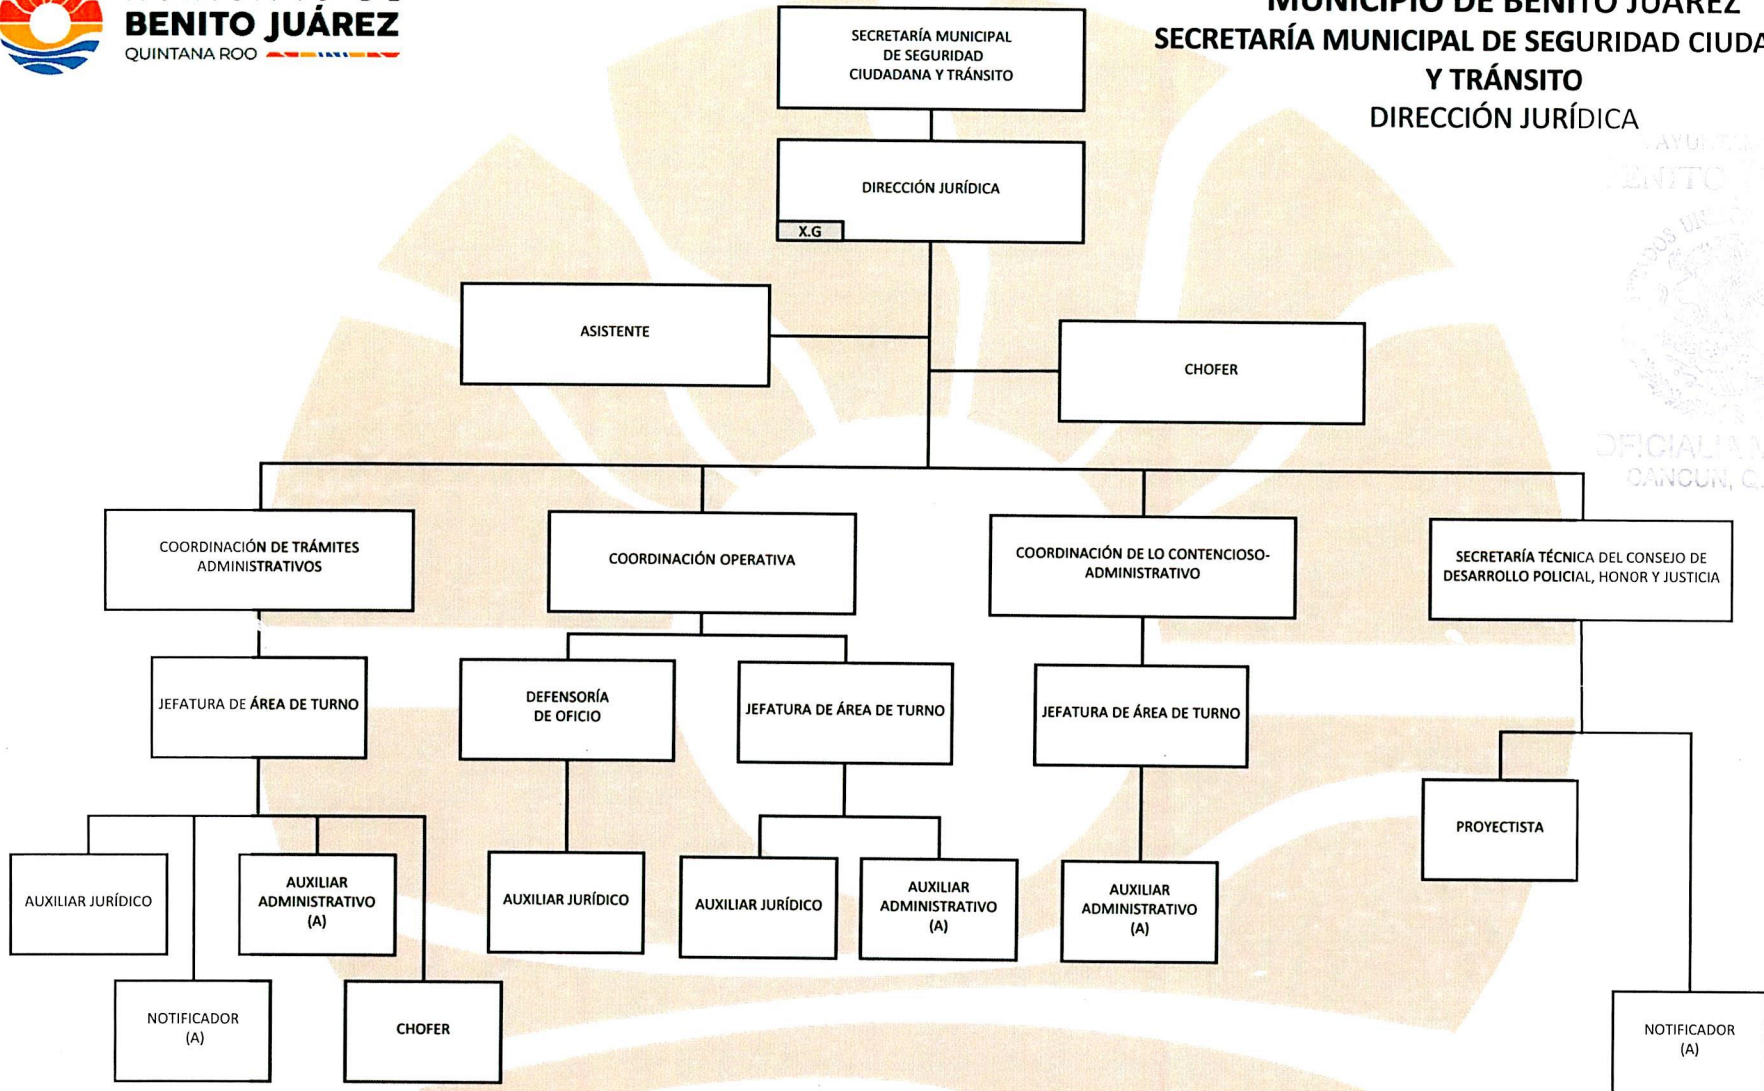 BENITO JUÁREZ
QUINTANA ROO
MUNICIPIO DE BENITO JUÁREZ
SECRETARÍA MUNICIPAL DE SEGURIDAD CIUDA
Y TRÁNSITO
DIRECCIÓN JURÍDICA
SECRETARÍA MUNICIPAL
DE SEGURIDAD
CIUDADANA Y TRÁNSITO
DIRECCIÓN JURÍDICA
X.G
ASISTENTE
CHOFER
COORDINACIÓN DE TRÁMITES
ADMINISTRATIVOS
COORDINACIÓN OPERATIVA
COORDINACIÓN DE LO CONTENCIOSO-
ADMINISTRATIVO
SECRETARÍA TÉCNICA DEL CONSEJO DE
DESARROLLO POLICIAL, HONOR Y JUSTICIA
JEFATURA DE ÁREA DE TURNO
DEFENSORÍA
DE OFICIO
JEFATURA DE ÁREA DE TURNO
JEFATURA DE ÁREA DE TURNO
PROYECTISTA
AUXILIAR JURÍDICO
AUXILIAR
ADMINISTRATIVO
(A)
AUXILIAR JURÍDICO
AUXILIAR JURÍDICO
AUXILIAR
ADMINISTRATIVO
(A)
AUXILIAR
ADMINISTRATIVO
(A)
NOTIFICADOR
(A)
CHOFER
NOTIFICADOR
(A)